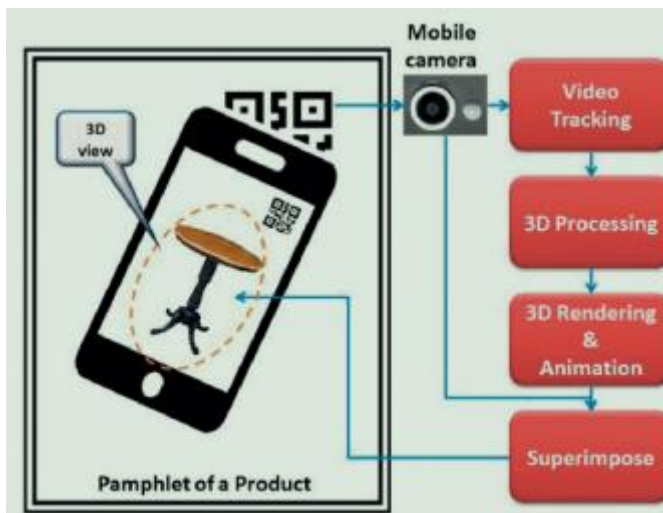 Mobile
camera
3D
view
Video
Tracking
3D Processing
3D Rendering
&
Animation
Superimpose
Pamphlet of a Product